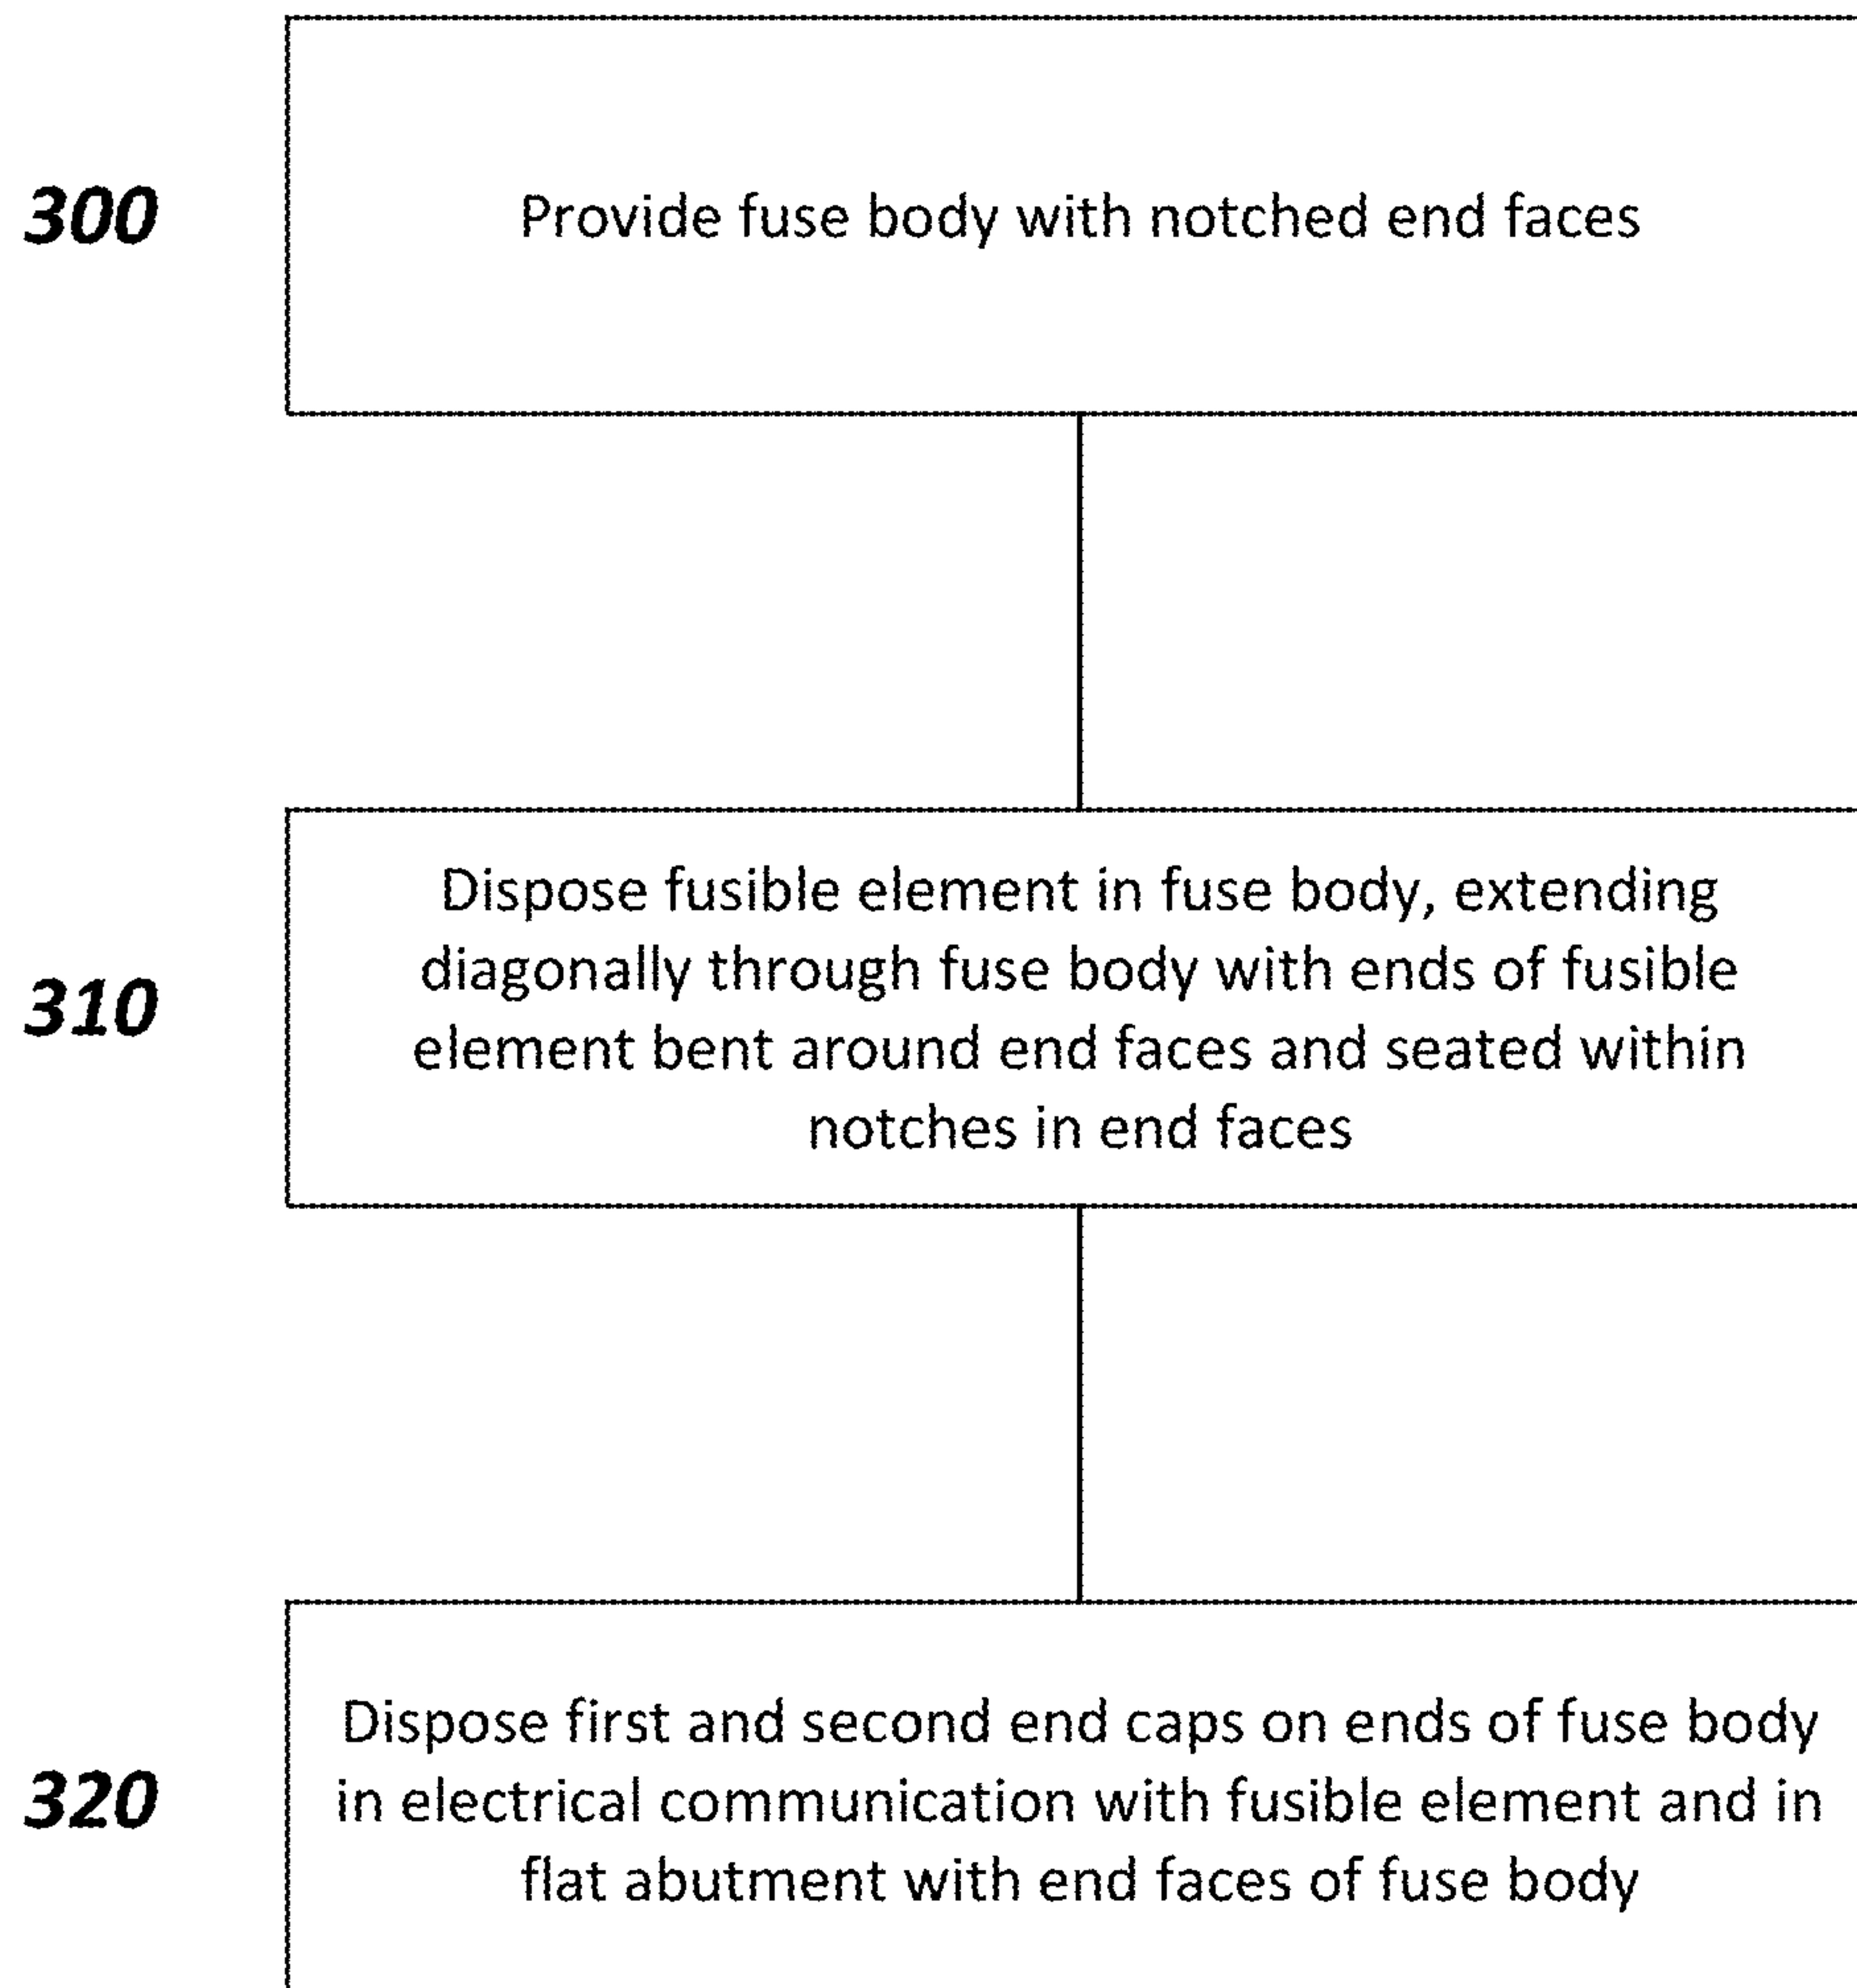 300
Provide fuse body with notched end faces
310
Dispose fusible element in fuse body, extending
diagonally through fuse body with ends of fusible
element bent around end faces and seated within
notches in end faces
320
Dispose first and second end caps on ends of fuse body
in electrical communication with fusible element and in
flat abutment with end faces of fuse body